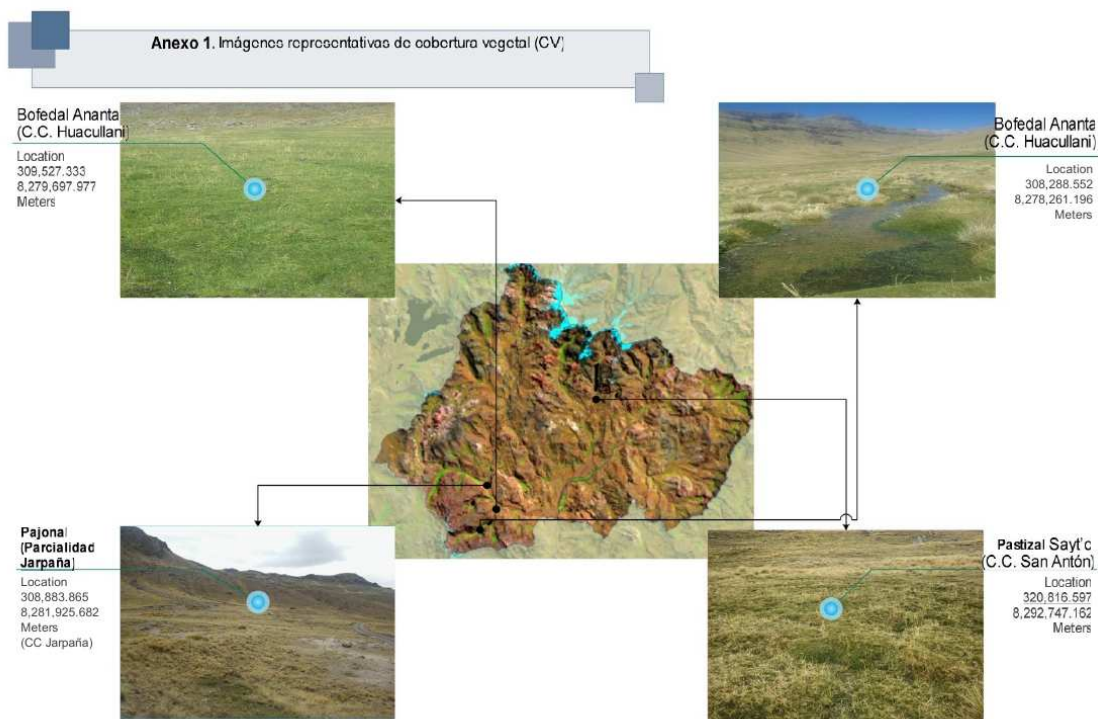 Anexo 1. Imágenes representativas de cobertura vegetal (CV)
Bofedal Ananta
(C.C. Huacullani)
Location
309,527.333
8,279,697.977
Meters
Bofedal Ananta
(C.C. Huacullani)
Location
308,288.552
8,278,261.196
Meters
Pajonal
(Parcialidad
Jarpaña)
Location
308,883.865
8,281,925.682
Meters
(CC Jarpaña)
Pastizal Sayt'c
(C.C. San Antón)
Location
320,816.597
8,292,747.162
Meters